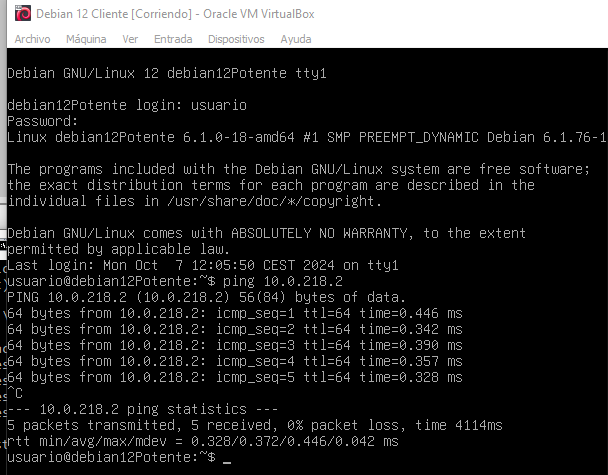 Debian 12 Cliente [Corriendo] - Oracle VM VirtualBox
Archivo Máquina Ver Entrada Dispositivos Ayuda
Debian GNU/Linux 12 debian12Potente tty1
debian12Potente login: usuario
Password:
Linux debian12Potente 6.1.0-18-amd64 #1 SMP PREEMPT_DYNAMIC Debian 6.1.76-1
The programs included with the Debian GNU/Linux system are free software;
the exact distribution terms for each program are described in the
individual files in /usr/share/doc/*/copyright.
Debian GNU/Linux comes with ABSOLUTELY NO WARRANTY, to the extent
permitted by applicable law.
Last login: Mon Oct  7 12:05:50 CEST 2024 on tty1
usuario@debian12Potente:~$ ping 10.0.218.2
PING 10.0.218.2 (10.0.218.2) 56(84) bytes of data.
64 bytes from 10.0.218.2: icmp_seq=1 ttl=64 time=0.446 ms
64 bytes from 10.0.218.2: icmp_seq=2 ttl=64 time=0.342 ms
64 bytes from 10.0.218.2: icmp_seq=3 ttl=64 time=0.390 ms
64 bytes from 10.0.218.2: icmp_seq=4 ttl=64 time=0.357 ms
64 bytes from 10.0.218.2: icmp_seq=5 ttl=64 time=0.328 ms
^C
--- 10.0.218.2 ping statistics ---
5 packets transmitted, 5 received, 0% packet loss, time 4114ms
rtt min/avg/max/mdev = 0.328/0.372/0.446/0.042 ms
usuario@debian12Potente:~$ _